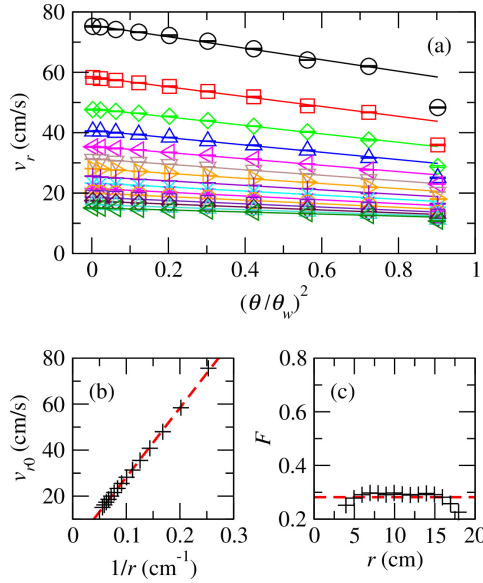 80
60
40
20
0
v_r (cm/s)
(a)
0 0.2 0.4 0.6 0.8 1
(θ/θ_w)^2
80
60
40
20
v_{r0} (cm/s)
(b)
0 0.1 0.2 0.3
1/r (cm^{-1})
0.8
0.6
0.4
0.2
F
(c)
0 5 10 15 20
r (cm)